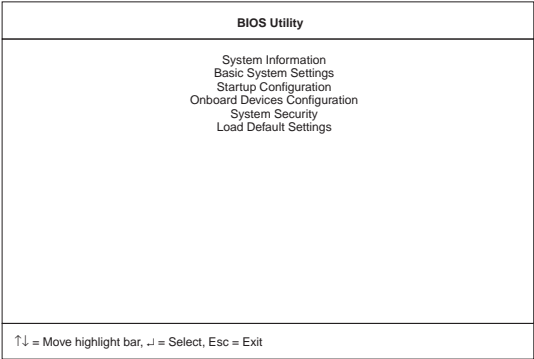 BIOS Utility
System Information
Basic System Settings
Startup Configuration
Onboard Devices Configuration
System Security
Load Default Settings
↑↓ = Move highlight bar, ↵ = Select, Esc = Exit